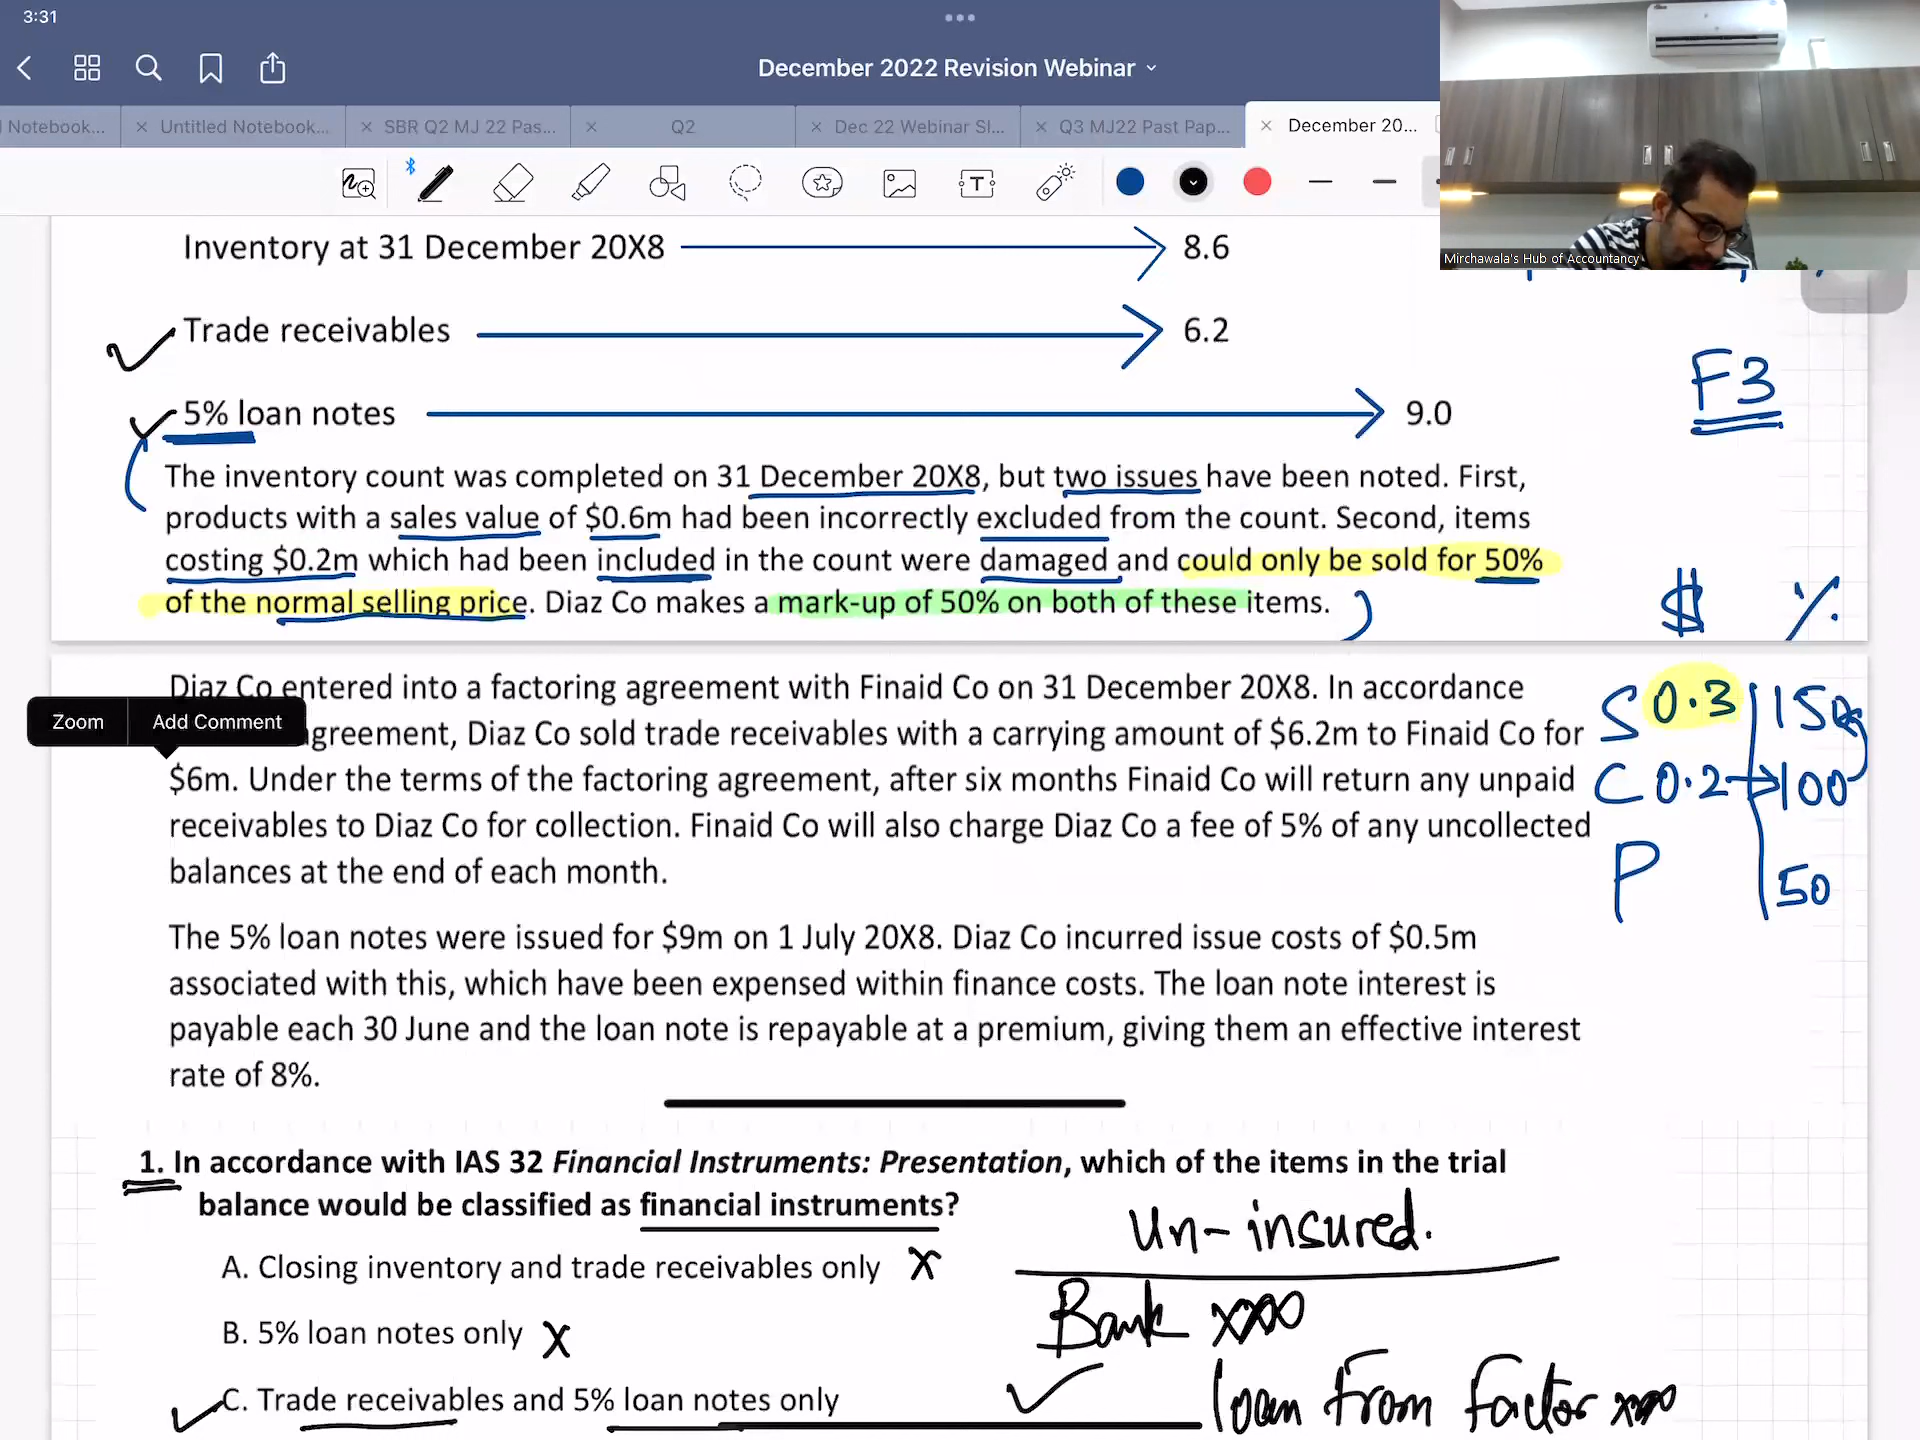 3:31
December 2022 Revision Webinar
l Notebook...
Untitled Notebook...
SBR Q2 MJ 22 Pas...
Q2
Dec 22 Webinar Sl...
Q3 MJ22 Past Pap...
December 20...
Mirchawala's Hub of Accountancy
Inventory at 31 December 20X8 8.6
Trade receivables 6.2
F3
5% loan notes 9.0
The inventory count was completed on 31 December 20X8, but two issues have been noted. First,
products with a sales value of $0.6m had been incorrectly excluded from the count. Second, items
costing $0.2m which had been included in the count were damaged and could only be sold for 50%
of the normal selling price. Diaz Co makes a mark-up of 50% on both of these items.
$ %
Diaz Co entered into a factoring agreement with Finaid Co on 31 December 20X8. In accordance
S 0.3 150
Zoom Add Comment
agreement, Diaz Co sold trade receivables with a carrying amount of $6.2m to Finaid Co for
$6m. Under the terms of the factoring agreement, after six months Finaid Co will return any unpaid
C 0.2 100
receivables to Diaz Co for collection. Finaid Co will also charge Diaz Co a fee of 5% of any uncollected
balances at the end of each month.
P 50
The 5% loan notes were issued for $9m on 1 July 20X8. Diaz Co incurred issue costs of $0.5m
associated with this, which have been expensed within finance costs. The loan note interest is
payable each 30 June and the loan note is repayable at a premium, giving them an effective interest
rate of 8%.
1. In accordance with IAS 32 Financial Instruments: Presentation, which of the items in the trial
balance would be classified as financial instruments?
Un-insured.
A. Closing inventory and trade receivables only X
Bank xxxx
B. 5% loan notes only X
C. Trade receivables and 5% loan notes only
loan from factor xxxx